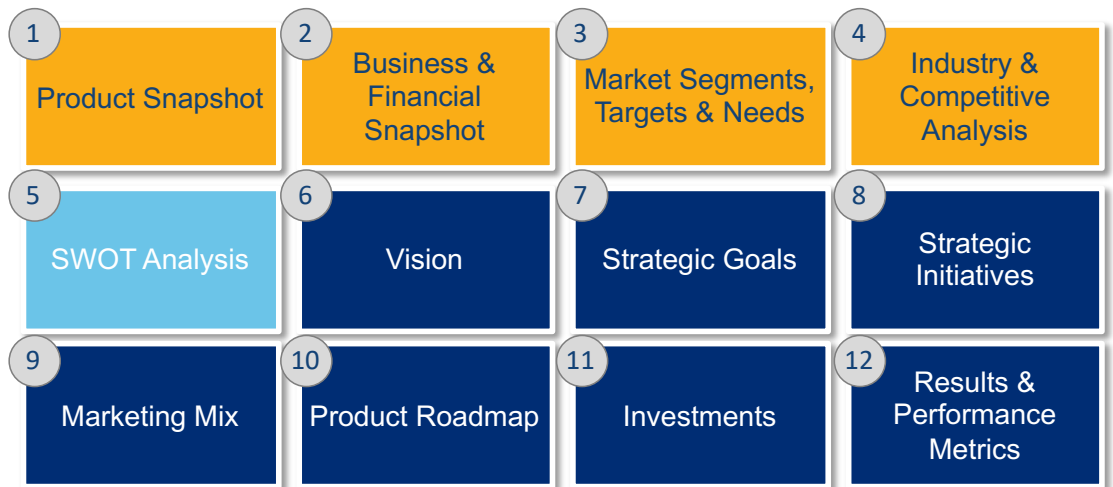 1
Product Snapshot
2
Business &
Financial
Snapshot
3
Market Segments,
Targets & Needs
4
Industry &
Competitive
Analysis
5
SWOT Analysis
6
Vision
7
Strategic Goals
8
Strategic
Initiatives
9
Marketing Mix
10
Product Roadmap
11
Investments
12
Results &
Performance
Metrics